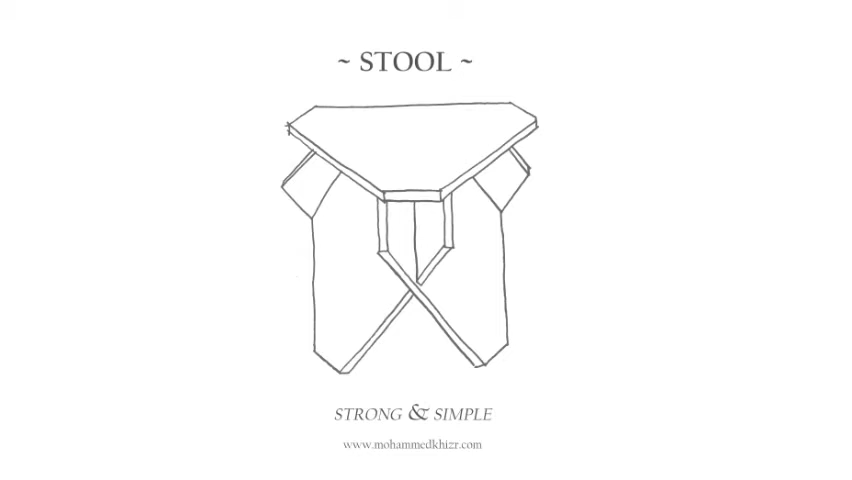 ~ STOOL ~
STRONG & SIMPLE
www.mohammedkhizr.com